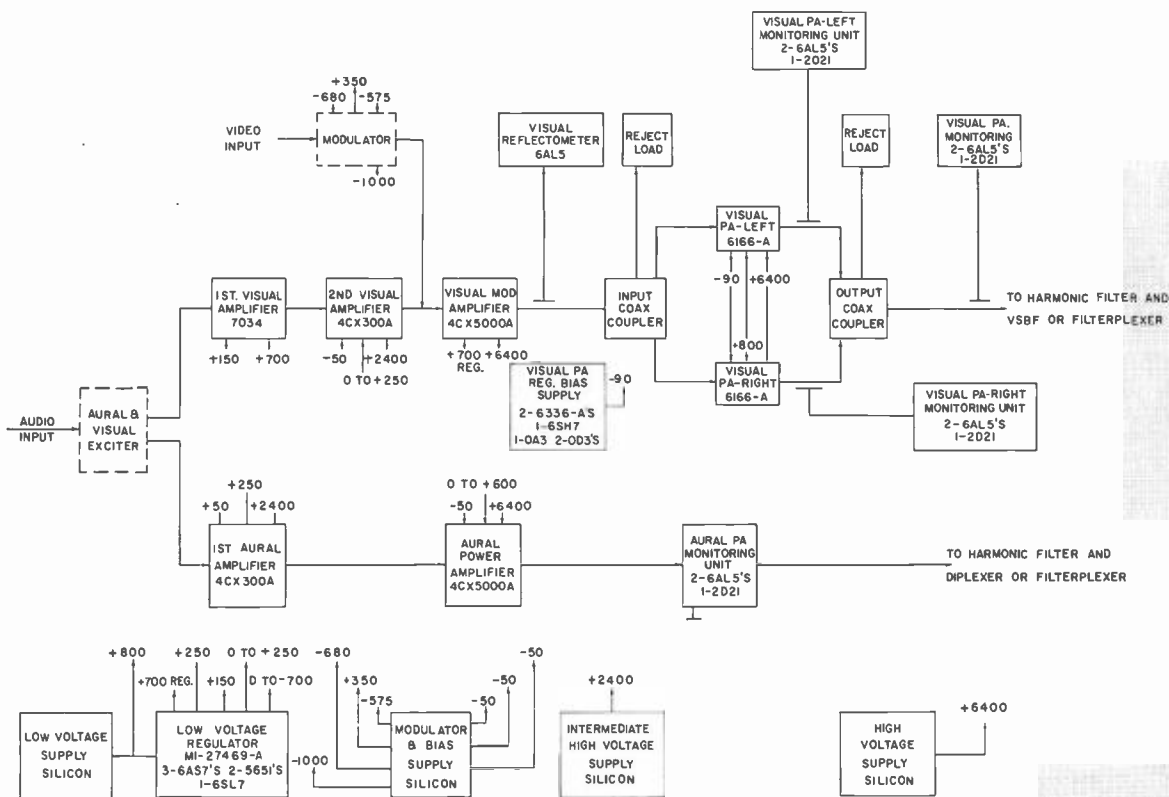 VISUAL PA-LEFT
MONITORING UNIT
2-6AL5'S
1-2D21
+350
-680
-575
VIDEO
INPUT
MODULATOR
-1000
VISUAL
REFLECTOMETER
6AL5
REJECT
LOAD
REJECT
LOAD
VISUAL PA.
MONITORING
2-6AL5'S
1-2D21
VISUAL
PA-LEFT
6166-A
1ST. VISUAL
AMPLIFIER
7034
2ND VISUAL
AMPLIFIER
4CX300A
VISUAL MOD
AMPLIFIER
4CX5000A
INPUT
COAX
COUPLER
-90
+6400
+800
OUTPUT
COAX
COUPLER
TO HARMONIC FILTER AND
VSBF OR FILTERPLEXER
+150
+700
-50
+2400
0 TO +250
+700
REG.
+6400
VISUAL PA
REG. BIAS
SUPPLY
2-6336-A'S
1-6SH7
1-0A3 2-0D3'S
-90
VISUAL
PA-RIGHT
6166-A
VISUAL PA-RIGHT
MONITORING UNIT
2-6AL5'S
1-2D21
AUDIO
INPUT
AURAL &
VISUAL
EXCITER
+250
+50
+2400
0 TO +600
-50
+6400
1ST AURAL
AMPLIFIER
4CX300A
AURAL
POWER
AMPLIFIER
4CX5000A
AURAL PA
MONITORING
UNIT
2-6AL5'S
1-2D21
TO HARMONIC FILTER AND
DIPLEXER OR FILTERPLEXER
+800
+250
0 TO +250
-680
-50
+700 REG.
+150
D TO-700
+350
-50
-575
-50
+2400
+6400
LOW VOLTAGE
SUPPLY
SILICON
LOW VOLTAGE
REGULATOR
MI-27469-A
3-6AS7'S 2-5651'S
1-6SL7
-1000
MODULATOR
& BIAS
SUPPLY
SILICON
INTERMEDIATE
HIGH VOLTAGE
SUPPLY
SILICON
HIGH
VOLTAGE
SUPPLY
SILICON